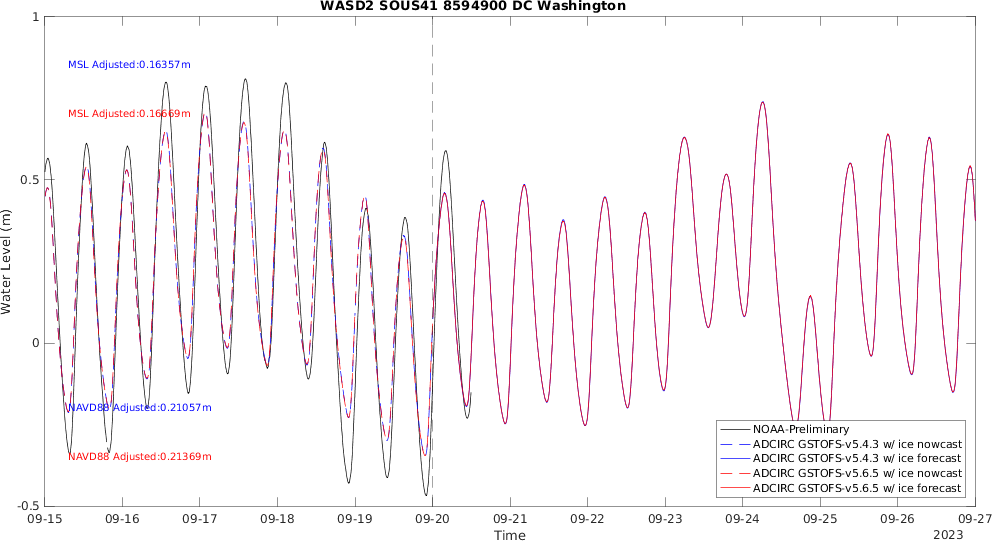 WASD2 SOUS41 8594900 DC Washington
1
MSL Adjusted:0.16357m
MSL Adjusted:0.16669m
0.5
Water Level (m)
0
NAVD88 Adjusted:0.21057m
NAVD88 Adjusted:0.21369m
-0.5
NOAA-Preliminary
ADCIRC GSTOFS-v5.4.3 w/ ice nowcast
ADCIRC GSTOFS-v5.4.3 w/ ice forecast
ADCIRC GSTOFS-v5.6.5 w/ ice nowcast
ADCIRC GSTOFS-v5.6.5 w/ ice forecast
09-15 09-16 09-17 09-18 09-19 09-20 09-21 09-22 09-23 09-24 09-25 09-26 09-27
Time
2023